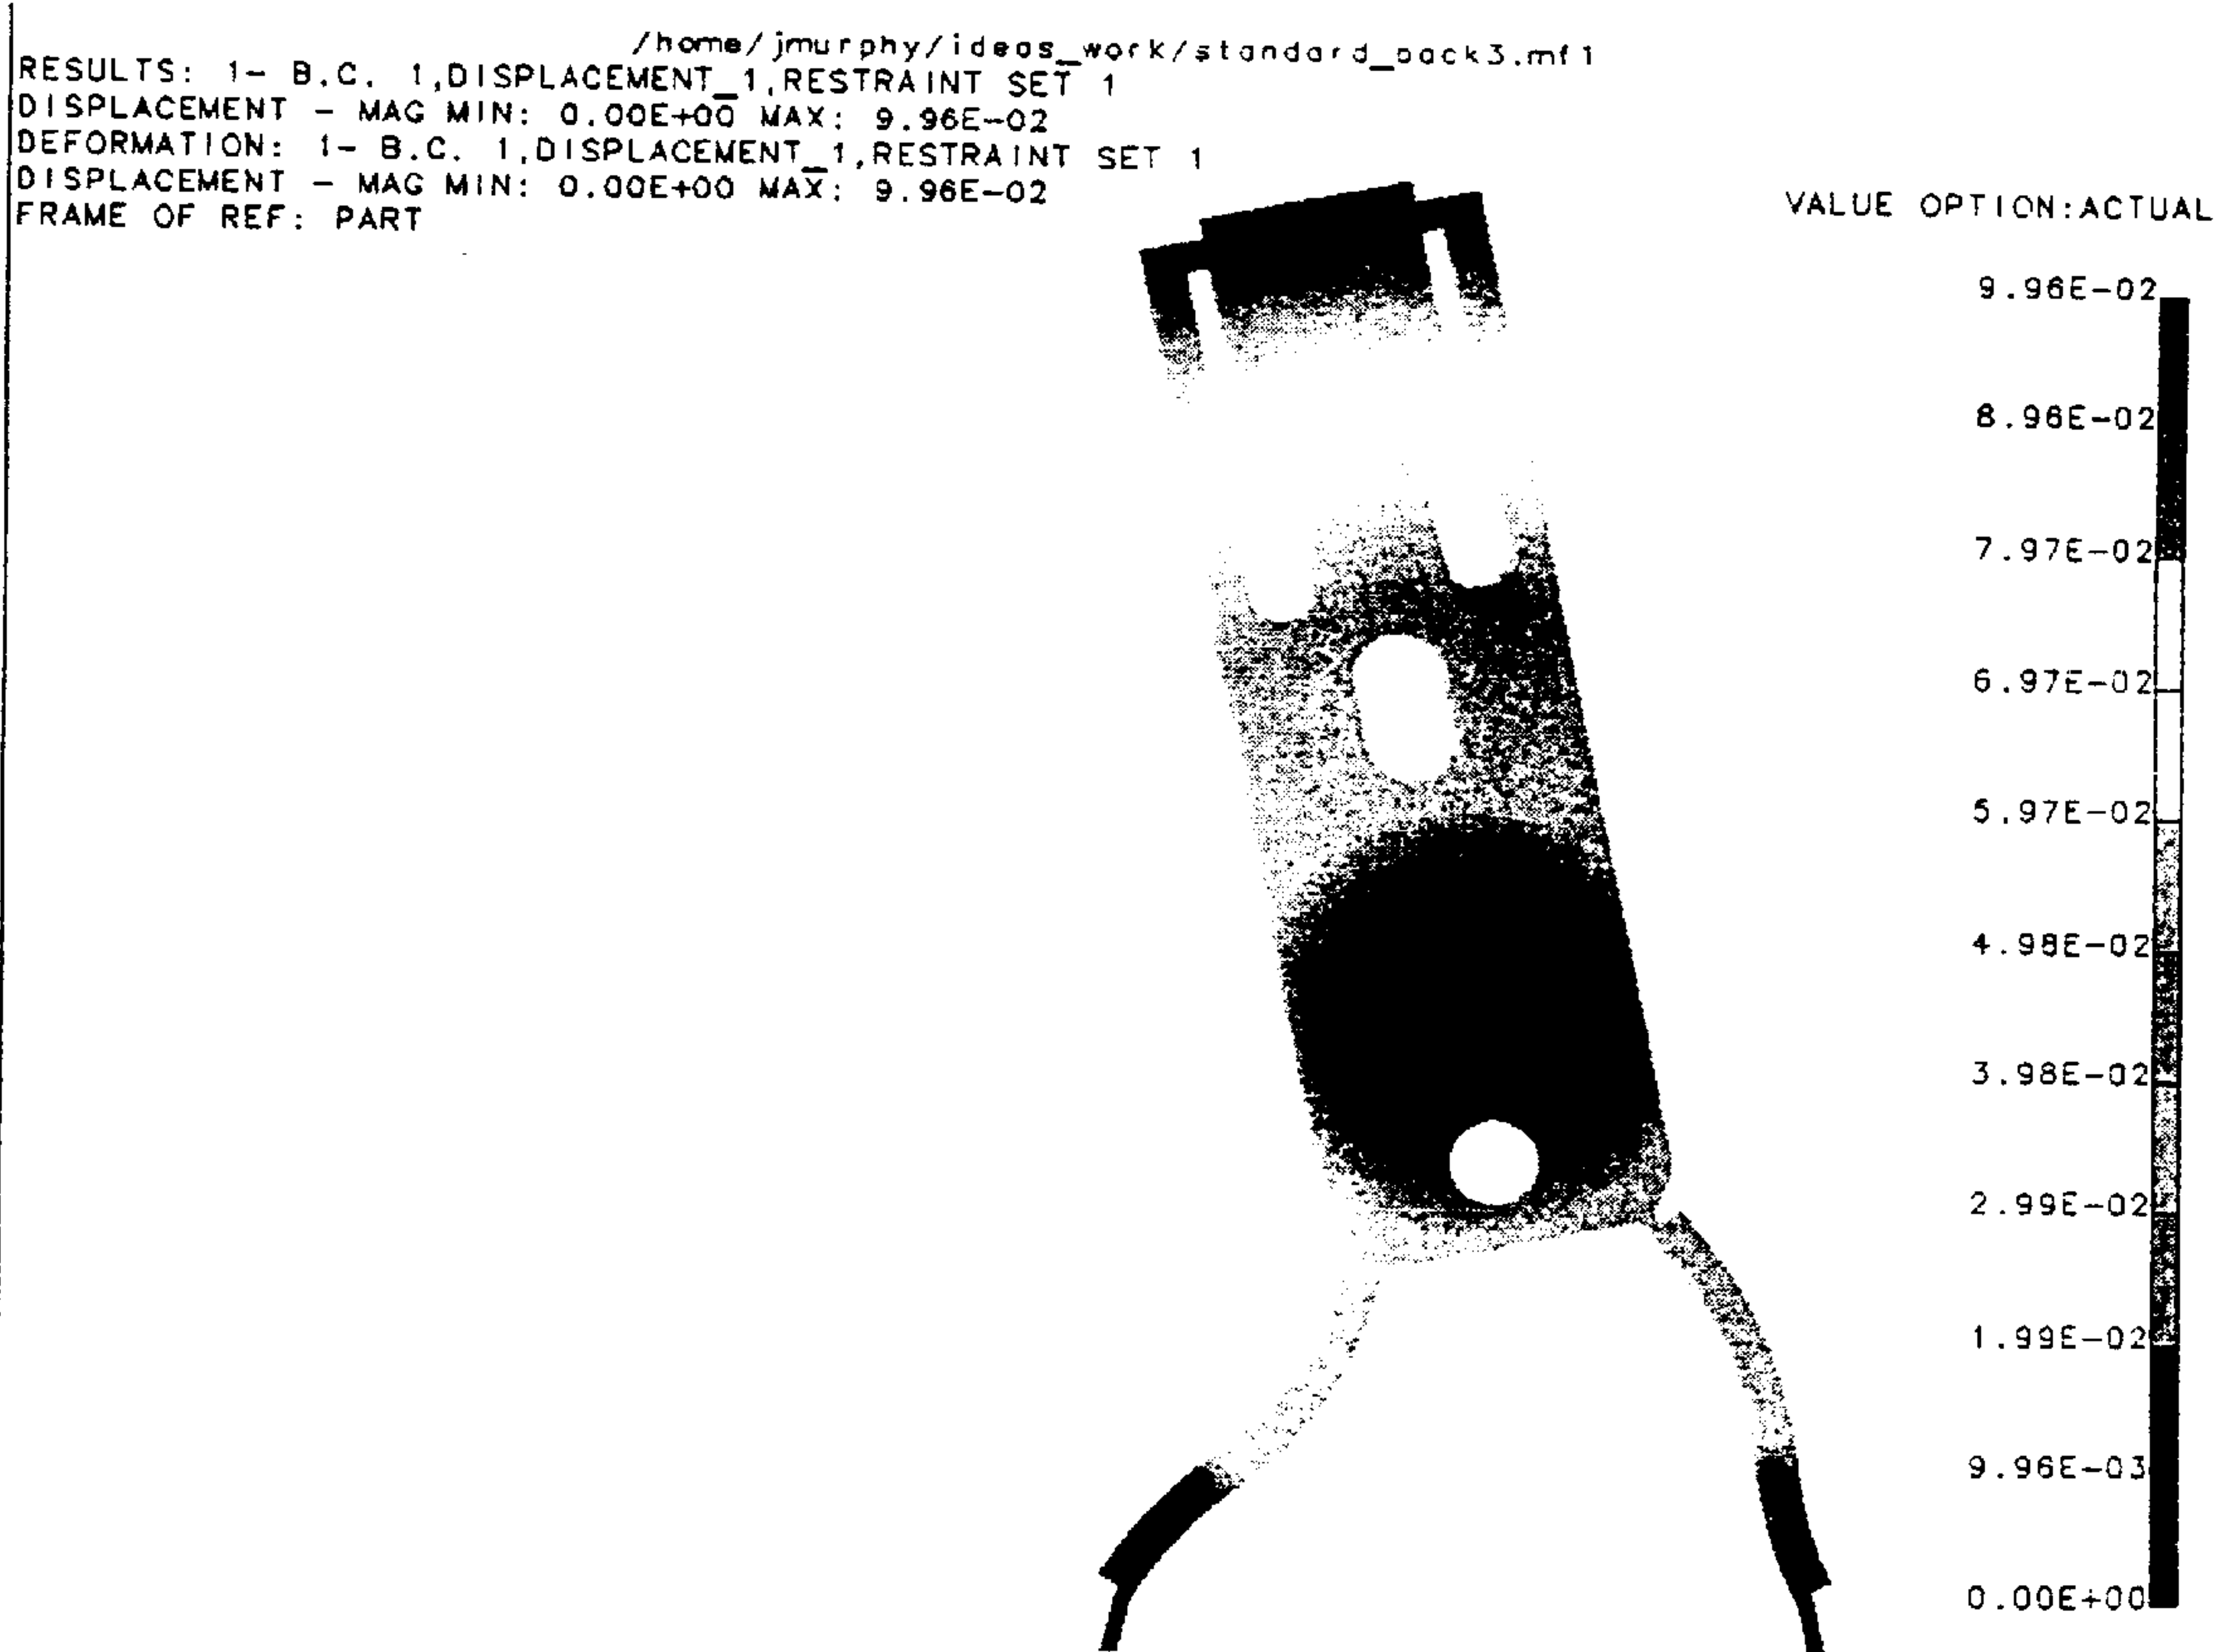 /home/jmurphy/ideas_work/standard_pack3.mf1
RESULTS: 1- B.C. 1,DISPLACEMENT_1,RESTRAINT SET 1
DISPLACEMENT - MAG MIN: 0.00E+00 MAX: 9.96E-02
DEFORMATION: 1- B.C. 1,DISPLACEMENT_1,RESTRAINT SET 1
DISPLACEMENT - MAG MIN: 0.00E+00 MAX: 9.96E-02
FRAME OF REF: PART
VALUE OPTION:ACTUAL
9.96E-02
8.96E-02
7.97E-02
6.97E-02
5.97E-02
4.98E-02
3.98E-02
2.99E-02
1.99E-02
9.96E-03
0.00E+00